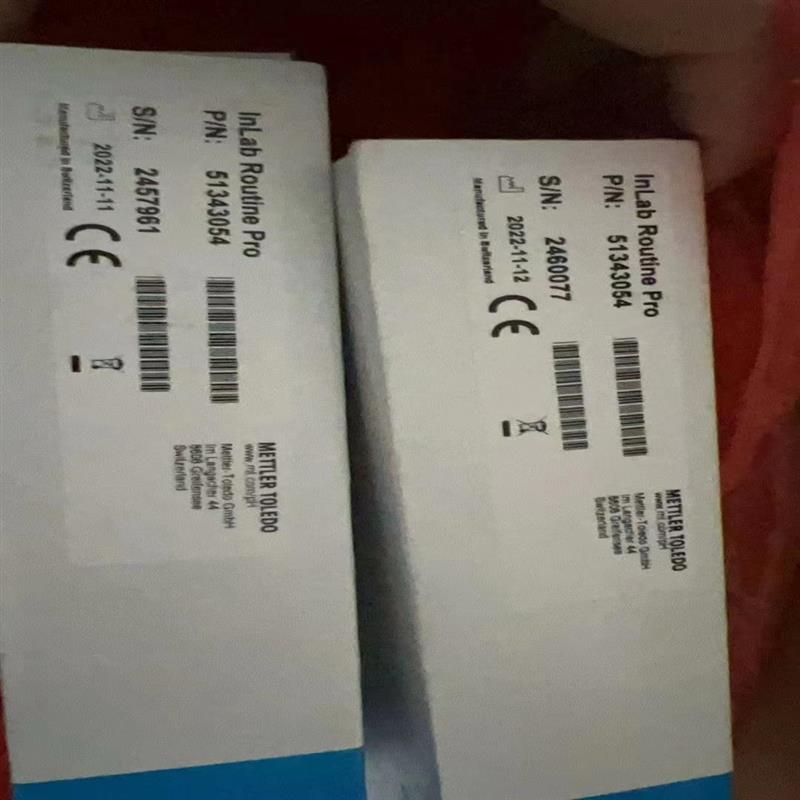 InLab Routine Pro
P/N: 51343054
S/N: 2457961
2022-11-11
Manufactured in Switzerland
CE
METTLER TOLEDO
www.mt.com/pH
Mettler-Toledo GmbH
Im Langacher 44
8606 Greifensee
Switzerland
InLab Routine Pro
P/N: 51343054
S/N: 2460077
2022-11-12
Manufactured in Switzerland
CE
METTLER TOLEDO
www.mt.com/pH
Mettler-Toledo GmbH
Im Langacher 44
8606 Greifensee
Switzerland